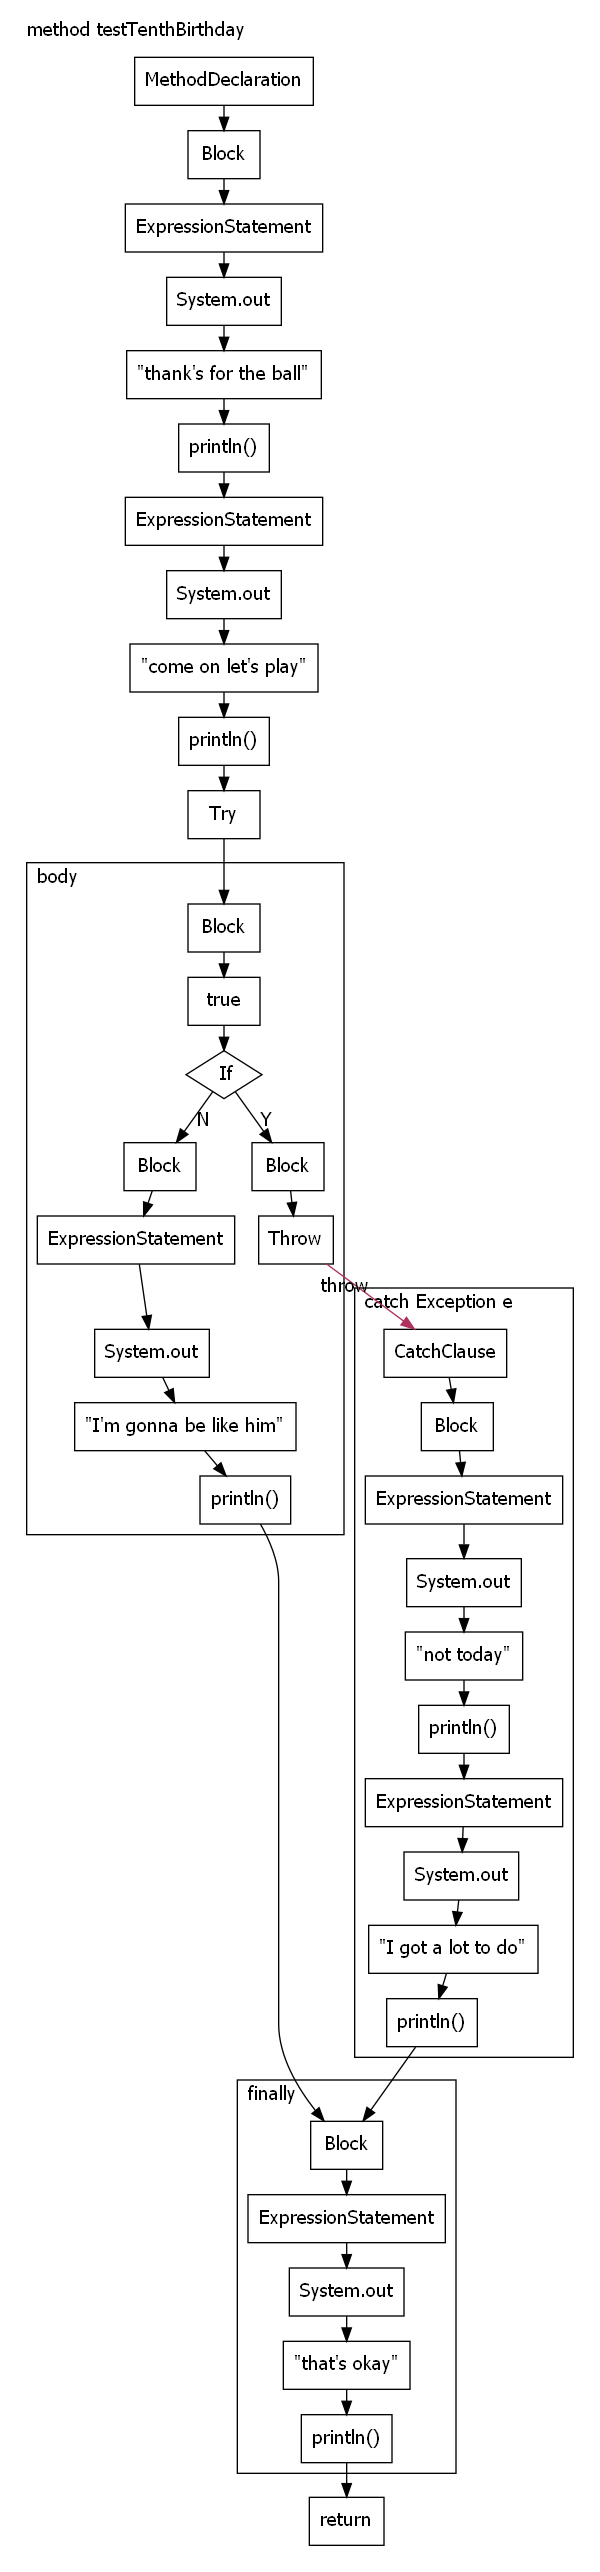 method testTenthBirthday
MethodDeclaration
Block
ExpressionStatement
System.out
"thank's for the ball"
println()
ExpressionStatement
System.out
"come on let's play"
println()
Try
body
Block
true
If
N
Y
Block
Block
ExpressionStatement
Throw
throw
catch Exception e
System.out
CatchClause
"I'm gonna be like him"
Block
println()
ExpressionStatement
System.out
"not today"
println()
ExpressionStatement
System.out
"I got a lot to do"
println()
finally
Block
ExpressionStatement
System.out
"that's okay"
println()
return